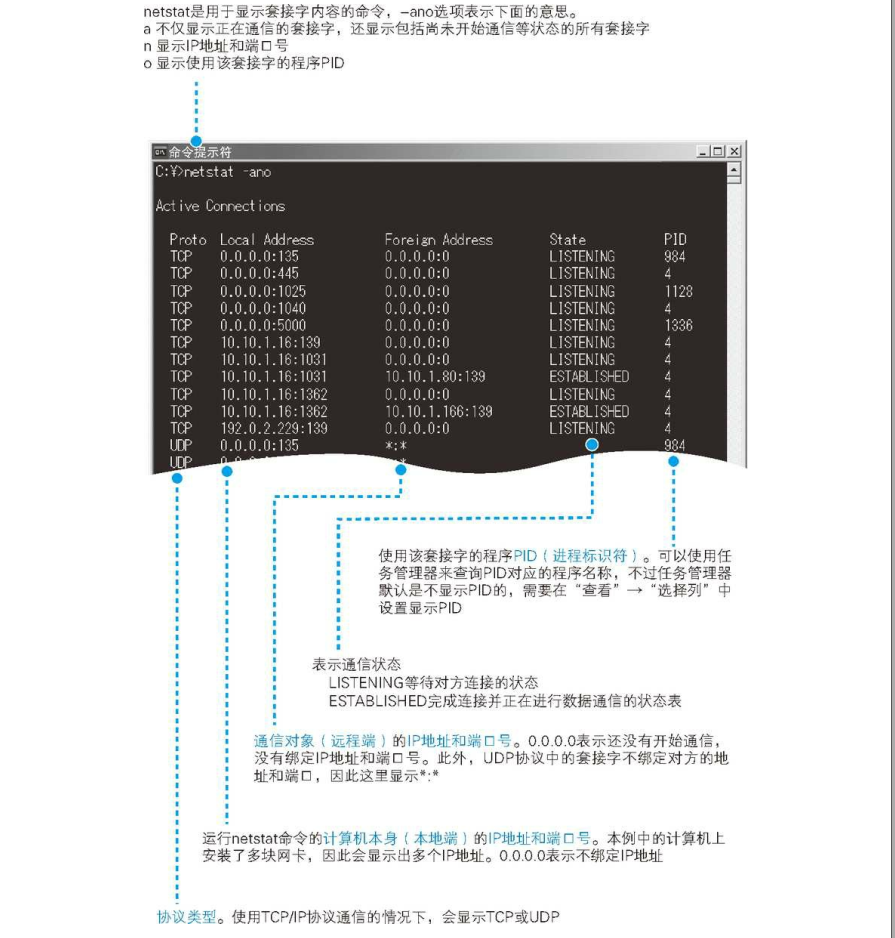 netstat是用于显示套接字内容的命令，–ano选项表示下面的意思。
a 不仅显示正在通信的套接字，还显示包括尚未开始通信等状态的所有套接字
n 显示IP地址和端口号
o 显示使用该套接字的程序PID
命令提示符
C:¥>netstat -ano
Active Connections
Proto Local Address Foreign Address State PID
TCP 0.0.0.0:135 0.0.0.0:0 LISTENING 984
TCP 0.0.0.0:445 0.0.0.0:0 LISTENING 4
TCP 0.0.0.0:1025 0.0.0.0:0 LISTENING 1128
TCP 0.0.0.0:1040 0.0.0.0:0 LISTENING 4
TCP 0.0.0.0:5000 0.0.0.0:0 LISTENING 1336
TCP 10.10.1.16:139 0.0.0.0:0 LISTENING 4
TCP 10.10.1.16:1031 0.0.0.0:0 LISTENING 4
TCP 10.10.1.16:1031 10.10.1.80:139 ESTABLISHED 4
TCP 10.10.1.16:1362 0.0.0.0:0 LISTENING 4
TCP 10.10.1.16:1362 10.10.1.166:139 ESTABLISHED 4
TCP 192.0.2.229:139 0.0.0.0:0 LISTENING 4
UDP 0.0.0.0:135 *:* 984
UDP
使用该套接字的程序PID（进程标识符）。可以使用任
务管理器来查询PID对应的程序名称，不过任务管理器
默认是不显示PID的，需要在“查看”→“选择列”中
设置显示PID
表示通信状态
LISTENING等待对方连接的状态
ESTABLISHED完成连接并正在进行数据通信的状态表
通信对象（远程端）的IP地址和端口号。0.0.0.0表示还没有开始通信，
没有绑定IP地址和端口号。此外，UDP协议中的套接字不绑定对方的地
址和端口，因此这里显示*:*
运行netstat命令的计算机本身（本地端）的IP地址和端口号。本例中的计算机上
安装了多块网卡，因此会显示出多个IP地址。0.0.0.0表示不绑定IP地址
协议类型。使用TCP/IP协议通信的情况下，会显示TCP或UDP